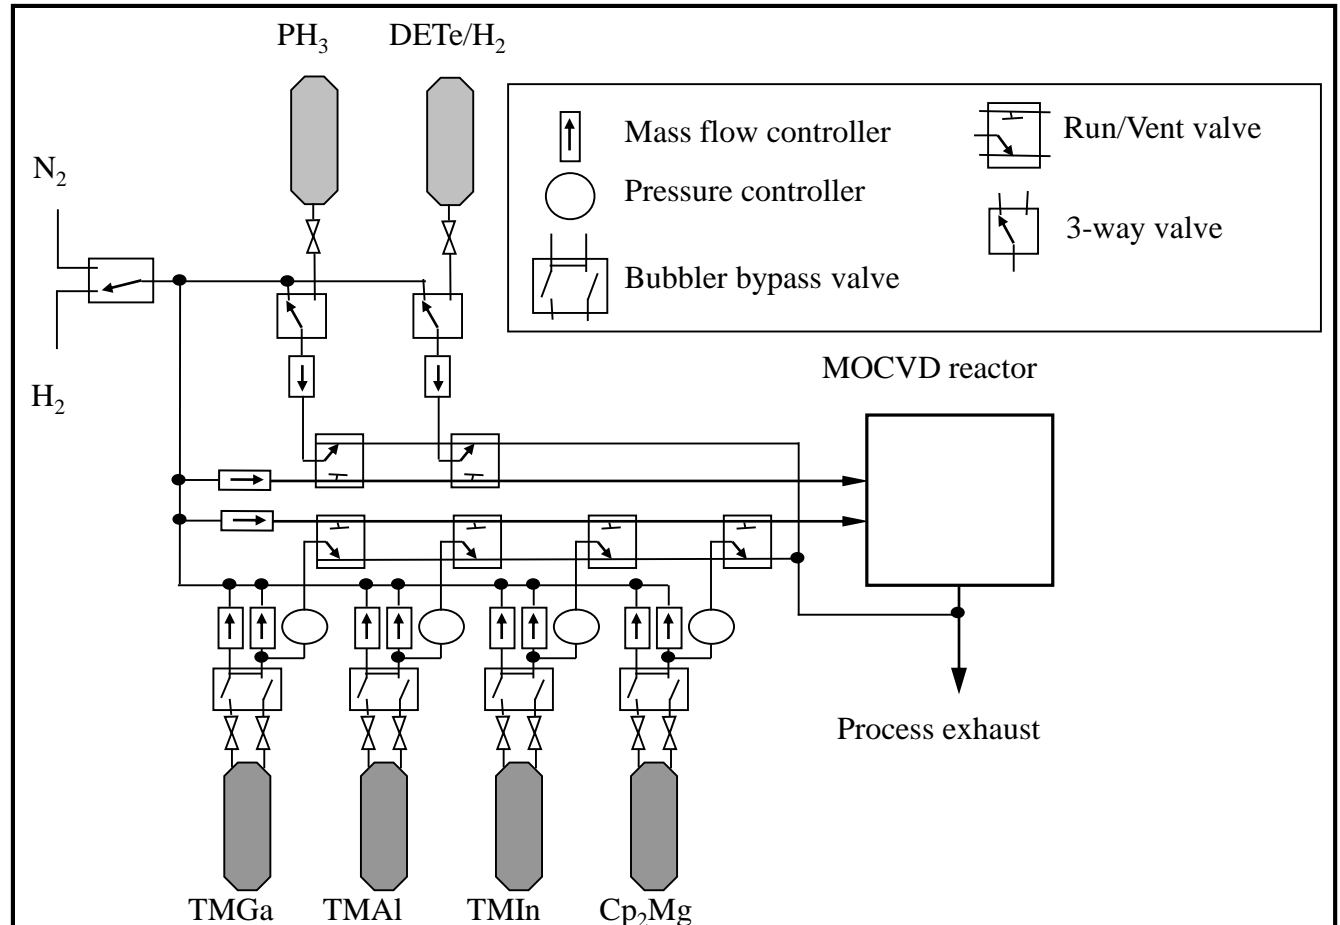 PH3
DETe/H2
Mass flow controller
Run/Vent valve
N2
Pressure controller
3-way valve
Bubbler bypass valve
MOCVD reactor
H2
Process exhaust
TMGa
TMAl
TMIn
Cp2Mg